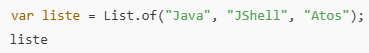 var liste = List.of("Java", "JShell", "Atos");
liste